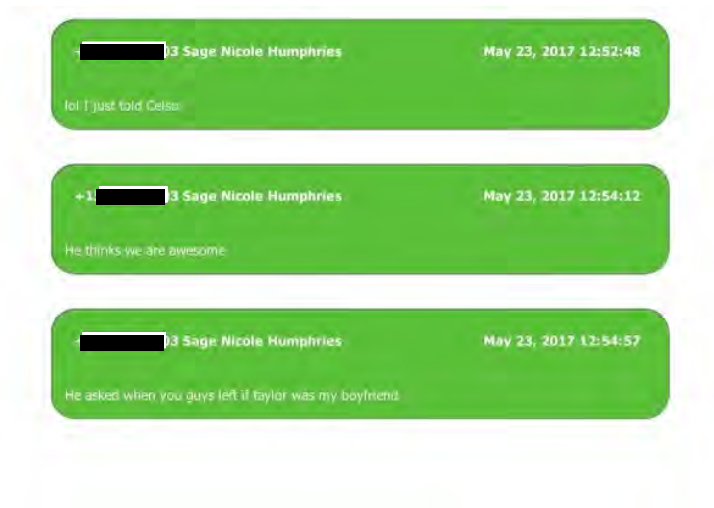 03 Sage Nicole Humphries May 23, 2017 12:52:48
lol I just told Celso
+1 3 Sage Nicole Humphries May 23, 2017 12:54:12
He thinks we are awesome
03 Sage Nicole Humphries May 23, 2017 12:54:57
He asked when you guys left if taylor was my boyfriend